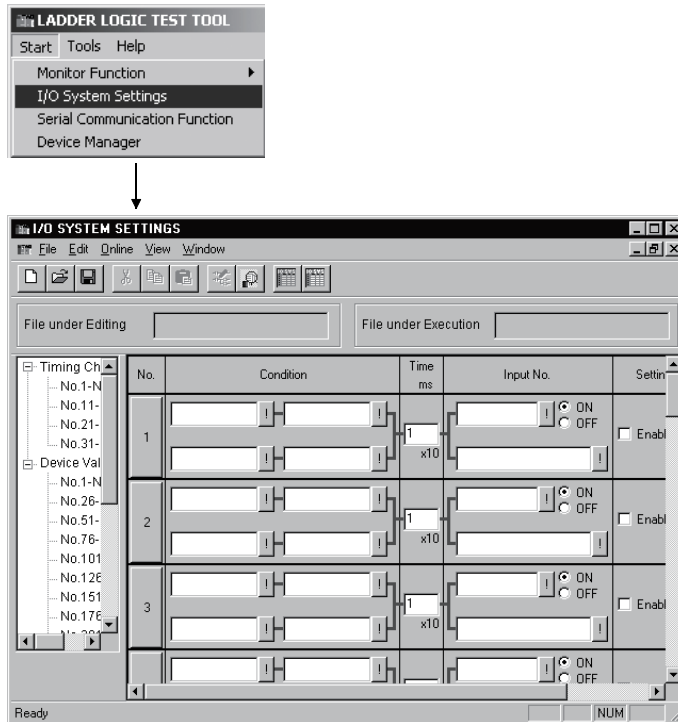 LADDER LOGIC TEST TOOL
Start Tools Help
Monitor Function
I/O System Settings
Serial Communication Function
Device Manager
I/O SYSTEM SETTINGS
File Edit Online View Window
File under Editing File under Execution
Timing Ch
No.1-N
No.11-
No.21-
No.31-
Device Val
No.1-N
No.26-
No.51-
No.76-
No.101
No.126
No.151
No.176
No. Condition Time ms Input No. Settin
1 ! ! 1 x10 ! ON OFF ! Enabl
! !
2 ! ! 1 x10 ! ON OFF ! Enabl
! !
3 ! ! 1 x10 ! ON OFF ! Enabl
! !
! ! ! ON OFF
Ready NUM